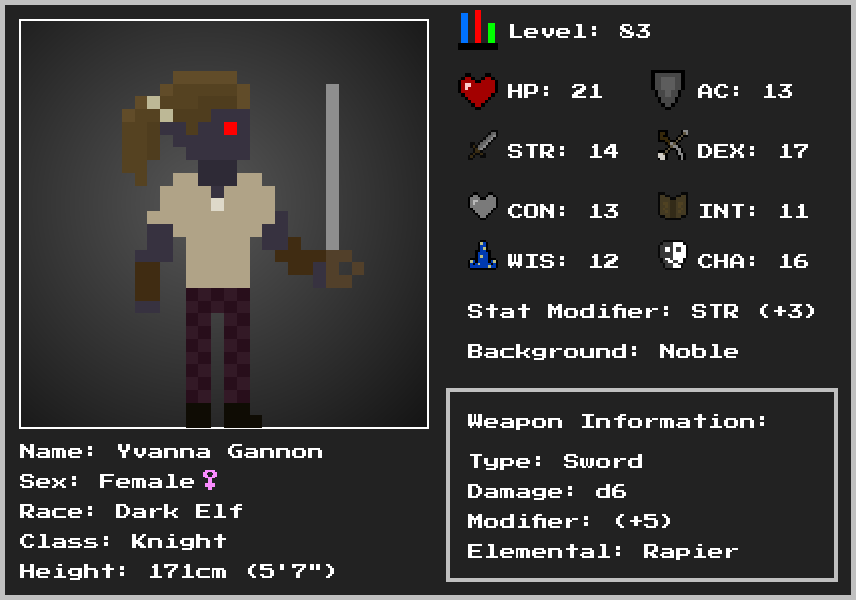 Level: 83
HP: 21
AC: 13
STR: 14
DEX: 17
CON: 13
INT: 11
WIS: 12
CHA: 16
Stat Modifier: STR (+3)
Background: Noble
Weapon Information:
Type: Sword
Damage: d6
Modifier: (+5)
Elemental: Rapier
Name: Yvanna Gannon
Sex: Female♀
Race: Dark Elf
Class: Knight
Height: 171cm (5'7")